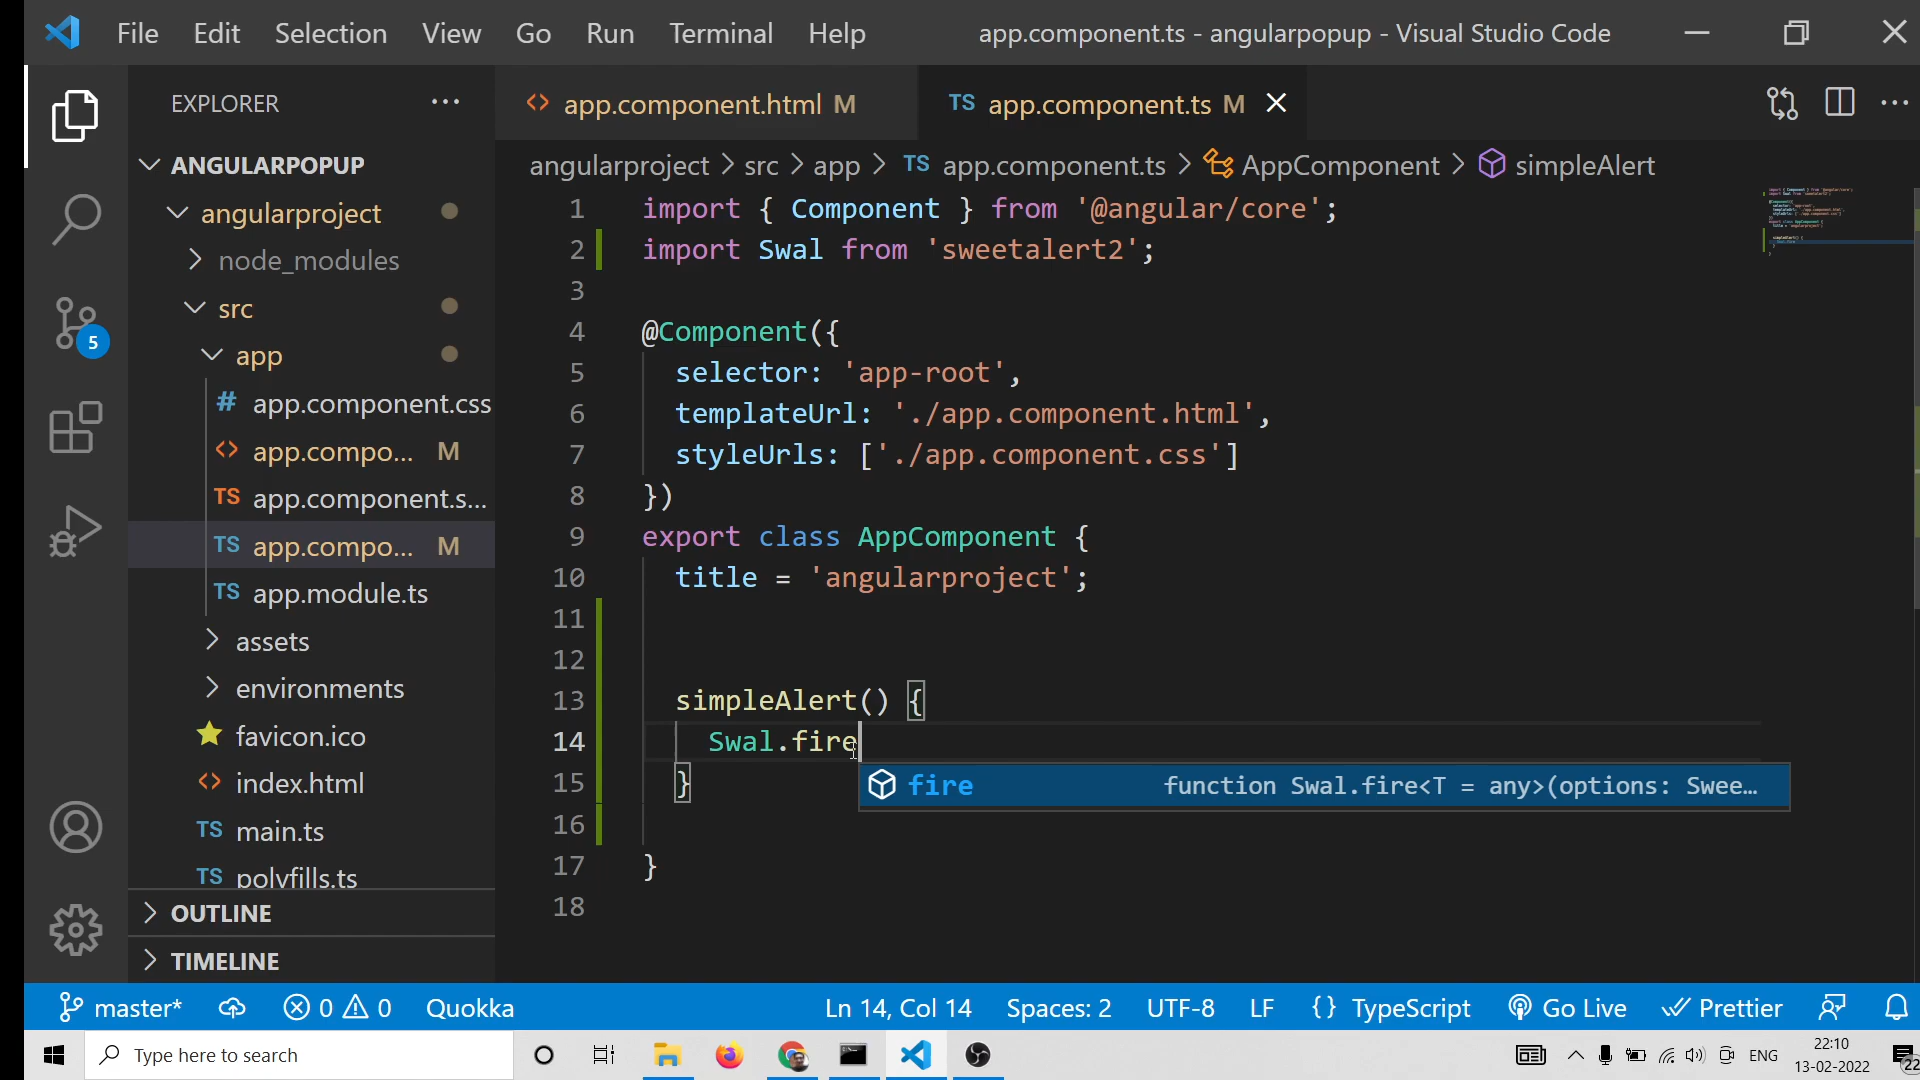 File Edit Selection View Go Run Terminal Help app.component.ts - angularpopup - Visual Studio Code
EXPLORER
app.component.html M
TS app.component.ts M
angularproject > src > app > TS app.component.ts > AppComponent > simpleAlert
ANGULARPOPUP
angularproject
node_modules
src
app
# app.component.css
<> app.compo... M
TS app.component.s...
TS app.compo... M
TS app.module.ts
assets
environments
favicon.ico
<> index.html
TS main.ts
TS polyfills.ts
OUTLINE
TIMELINE
5
1 import { Component } from '@angular/core';
2 import Swal from 'sweetalert2';
3
4 @Component({
5 selector: 'app-root',
6 templateUrl: './app.component.html',
7 styleUrls: ['./app.component.css']
8 })
9 export class AppComponent {
10 title = 'angularproject';
11
12
13 simpleAlert() {
14 Swal.fire
15 }
16
17 }
18
fire function Swal.fire<T = any>(options: Swee...
master* 0 0 Quokka Ln 14, Col 14 Spaces: 2 UTF-8 LF {} TypeScript Go Live Prettier
Type here to search
ENG
22:10
13-02-2022
22